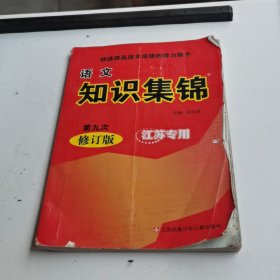 快速提高语文成绩的得力助手
语文
知识集锦
第九次
修订版
江苏专用